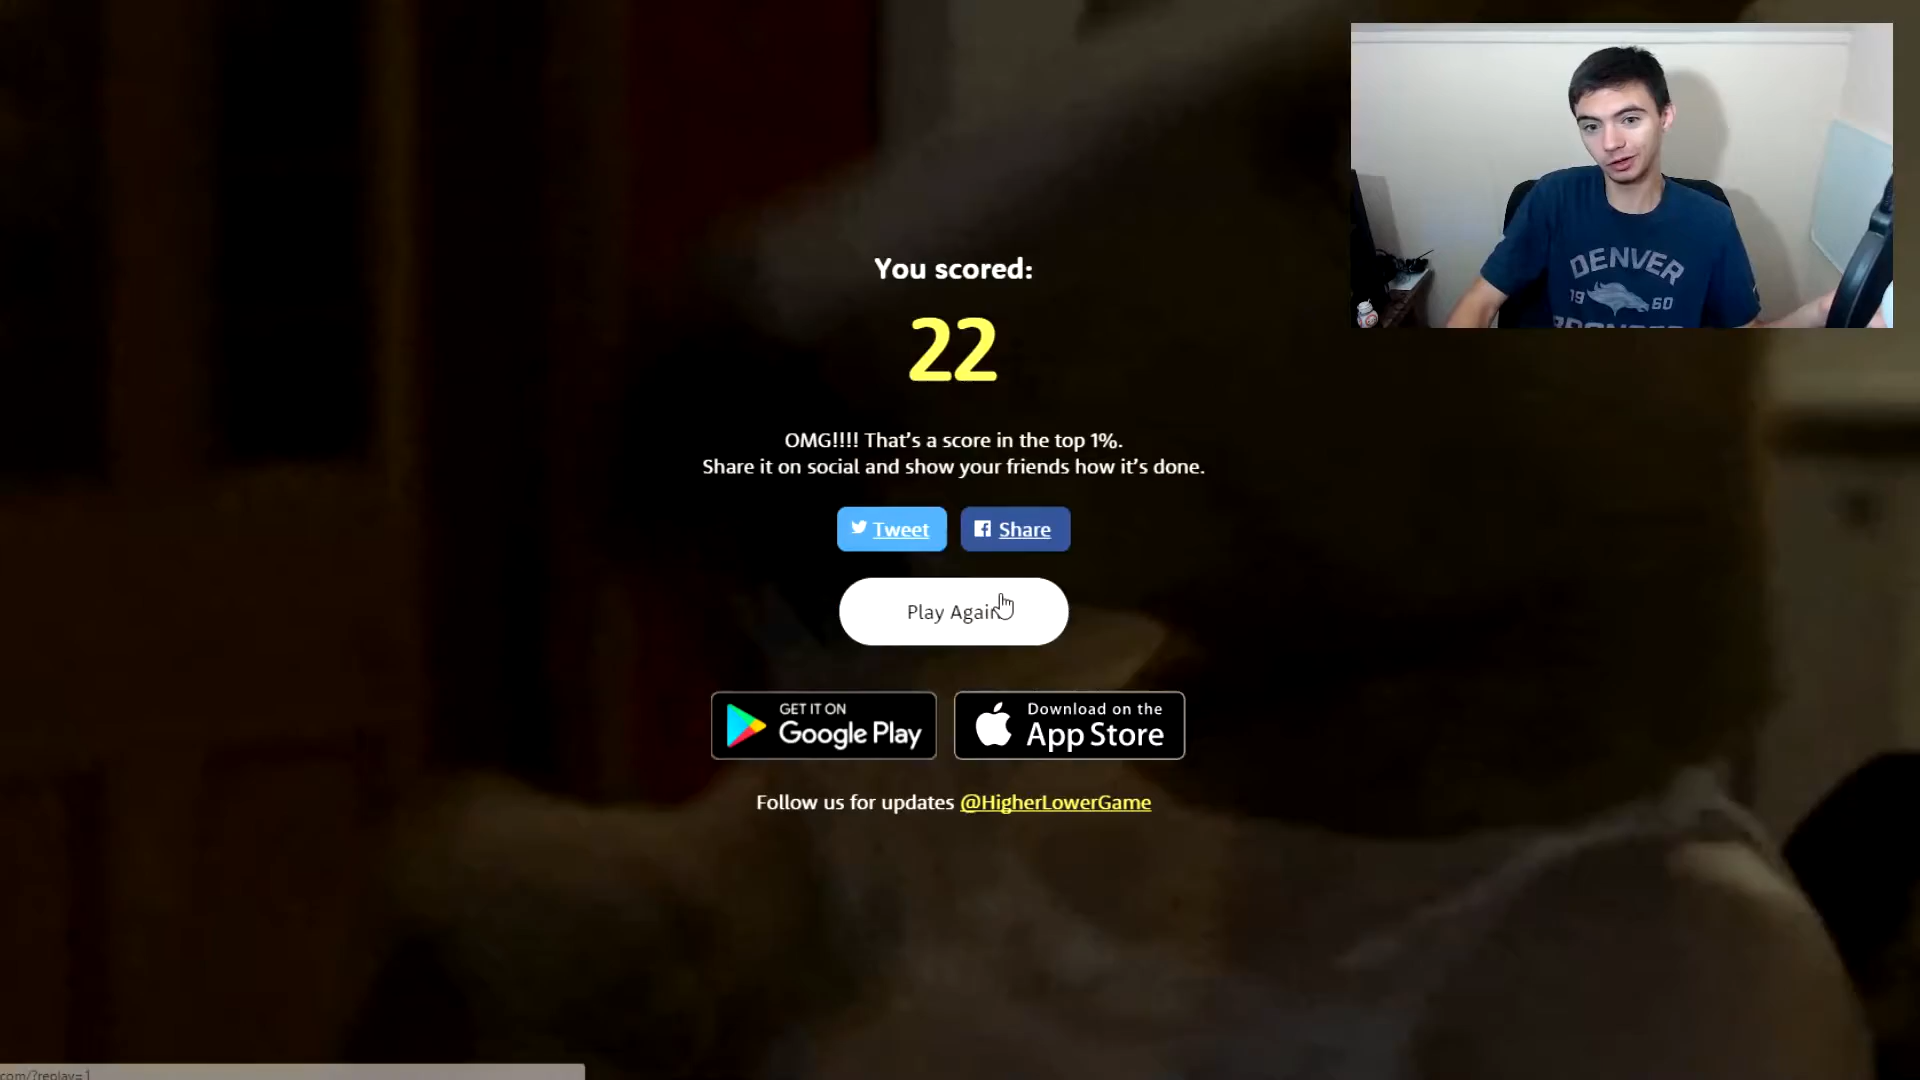 DENVER
19 60
You scored:
22
OMG!!!! That's a score in the top 1%.
Share it on social and show your friends how it's done.
Tweet
Share
Play Again
GET IT ON
Google Play
Download on the
App Store
Follow us for updates @HigherLowerGame
com/?replay=1